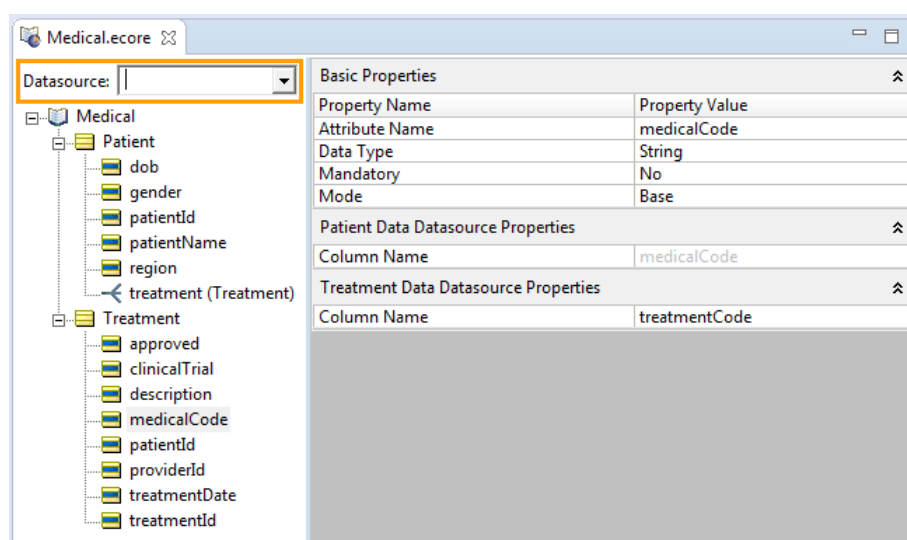 Medical.ecore
Datasource:
Medical
Patient
dob
gender
patientId
patientName
region
treatment (Treatment)
Treatment
approved
clinicalTrial
description
medicalCode
patientId
providerId
treatmentDate
treatmentId
Basic Properties
Property Name Property Value
Attribute Name medicalCode
Data Type String
Mandatory No
Mode Base
Patient Data Datasource Properties
Column Name medicalCode
Treatment Data Datasource Properties
Column Name treatmentCode